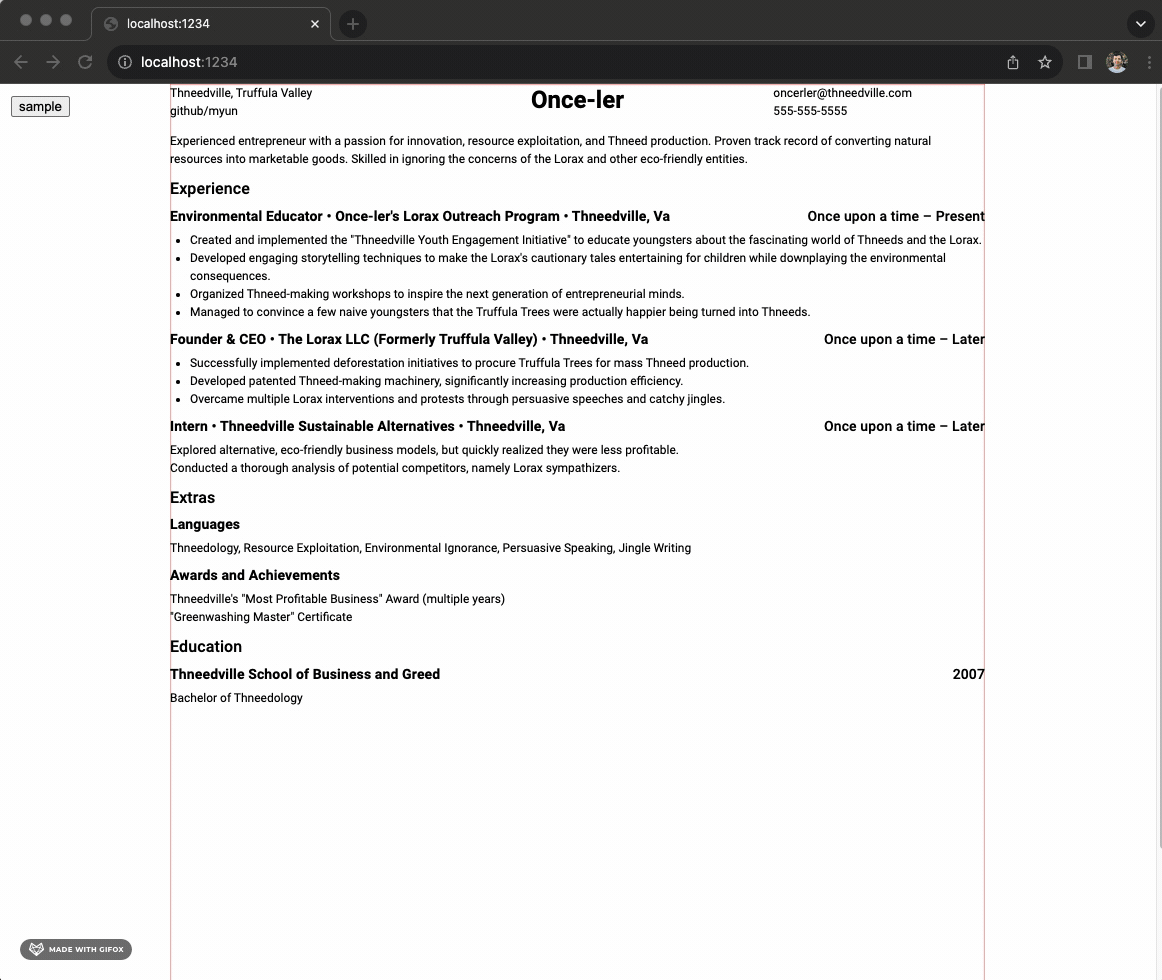 localhost:1234
localhost:1234
sample
Thneedville, Truffula Valley
github/myun
Once-ler
oncerler@thneedville.com
555-555-5555
Experienced entrepreneur with a passion for innovation, resource exploitation, and Thneed production. Proven track record of converting natural
resources into marketable goods. Skilled in ignoring the concerns of the Lorax and other eco-friendly entities.
Experience
Environmental Educator • Once-ler's Lorax Outreach Program • Thneedville, Va Once upon a time – Present
• Created and implemented the "Thneedville Youth Engagement Initiative" to educate youngsters about the fascinating world of Thneeds and the Lorax.
• Developed engaging storytelling techniques to make the Lorax's cautionary tales entertaining for children while downplaying the environmental
consequences.
• Organized Thneed-making workshops to inspire the next generation of entrepreneurial minds.
• Managed to convince a few naive youngsters that the Truffula Trees were actually happier being turned into Thneeds.
Founder & CEO • The Lorax LLC (Formerly Truffula Valley) • Thneedville, Va Once upon a time – Later
• Successfully implemented deforestation initiatives to procure Truffula Trees for mass Thneed production.
• Developed patented Thneed-making machinery, significantly increasing production efficiency.
• Overcame multiple Lorax interventions and protests through persuasive speeches and catchy jingles.
Intern • Thneedville Sustainable Alternatives • Thneedville, Va Once upon a time – Later
Explored alternative, eco-friendly business models, but quickly realized they were less profitable.
Conducted a thorough analysis of potential competitors, namely Lorax sympathizers.
Extras
Languages
Thneedology, Resource Exploitation, Environmental Ignorance, Persuasive Speaking, Jingle Writing
Awards and Achievements
Thneedville's "Most Profitable Business" Award (multiple years)
"Greenwashing Master" Certificate
Education
Thneedville School of Business and Greed 2007
Bachelor of Thneedology
MADE WITH GIFOX